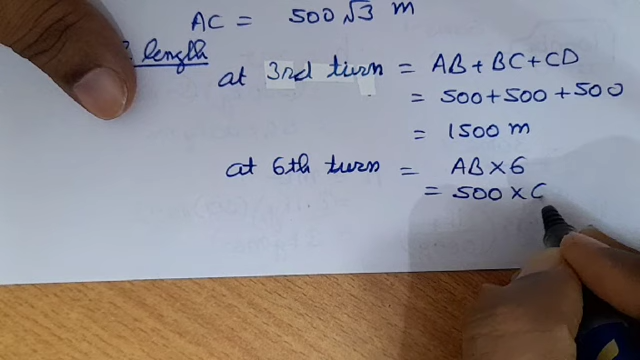 AC = 500 √3 m
length
at 3rd turn = AB + BC + CD
= 500 + 500 + 500
= 1500 m
at 6th turn = AB × 6
= 500 ×